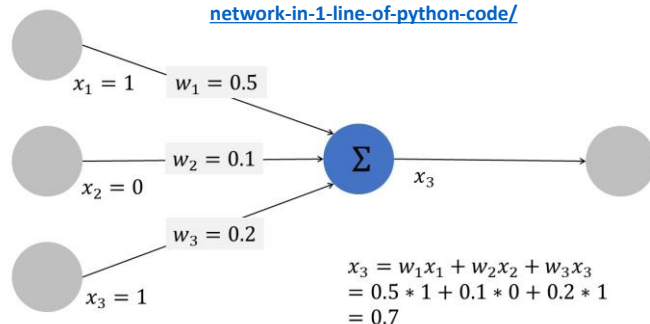 network-in-1-line-of-python-code/
x₁ = 1
w₁ = 0.5
x₂ = 0
w₂ = 0.1
Σ
x₃
w₃ = 0.2
x₃ = 1
x₃ = w₁x₁ + w₂x₂ + w₃x₃
= 0.5 * 1 + 0.1 * 0 + 0.2 * 1
= 0.7